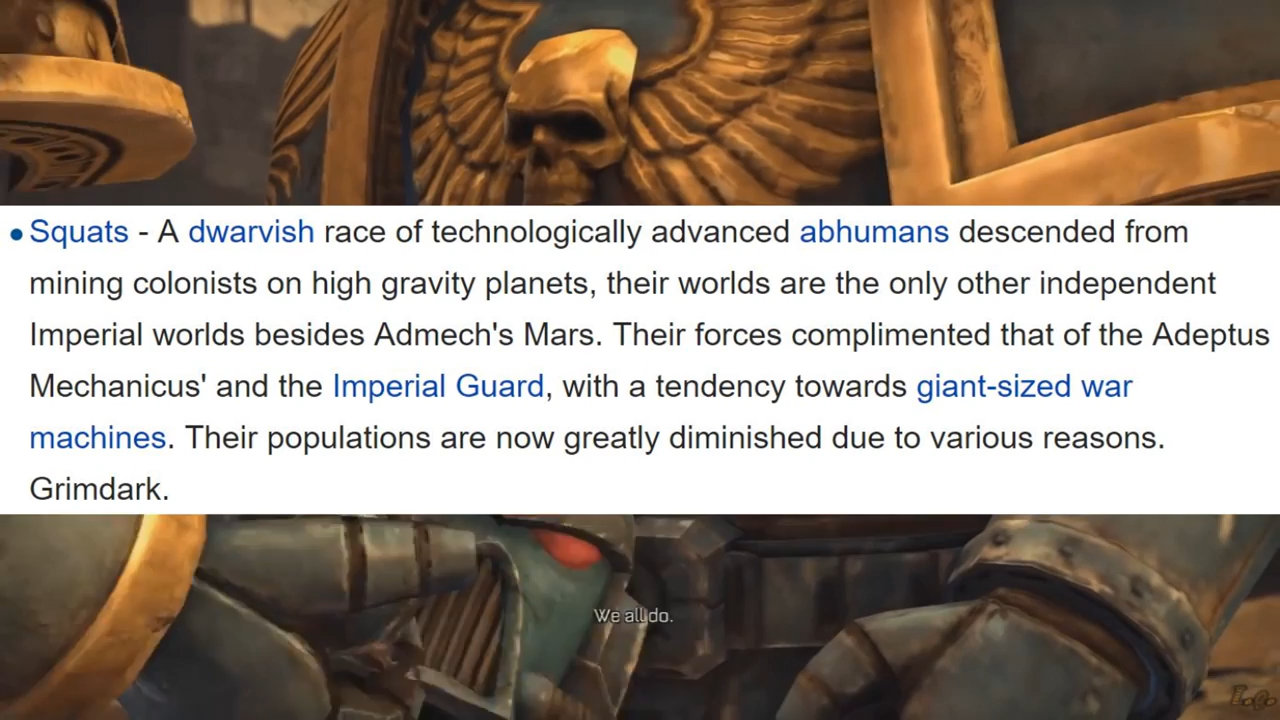 • Squats - A dwarvish race of technologically advanced abhumans descended from
mining colonists on high gravity planets, their worlds are the only other independent
Imperial worlds besides Admech's Mars. Their forces complimented that of the Adeptus
Mechanicus' and the Imperial Guard, with a tendency towards giant-sized war
machines. Their populations are now greatly diminished due to various reasons.
Grimdark.
We all do.